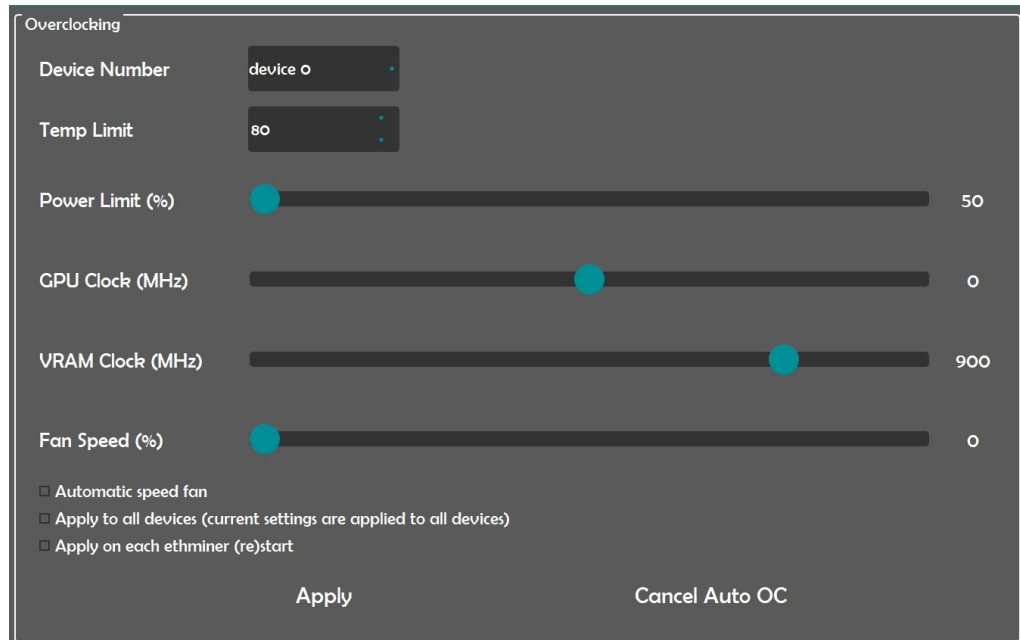 Overclocking
Device Number device 0
Temp Limit 80
Power Limit (%) 50
GPU Clock (MHz) 0
VRAM Clock (MHz) 900
Fan Speed (%) 0
Automatic speed fan
Apply to all devices (current settings are applied to all devices)
Apply on each ethminer (re)start
Apply Cancel Auto OC